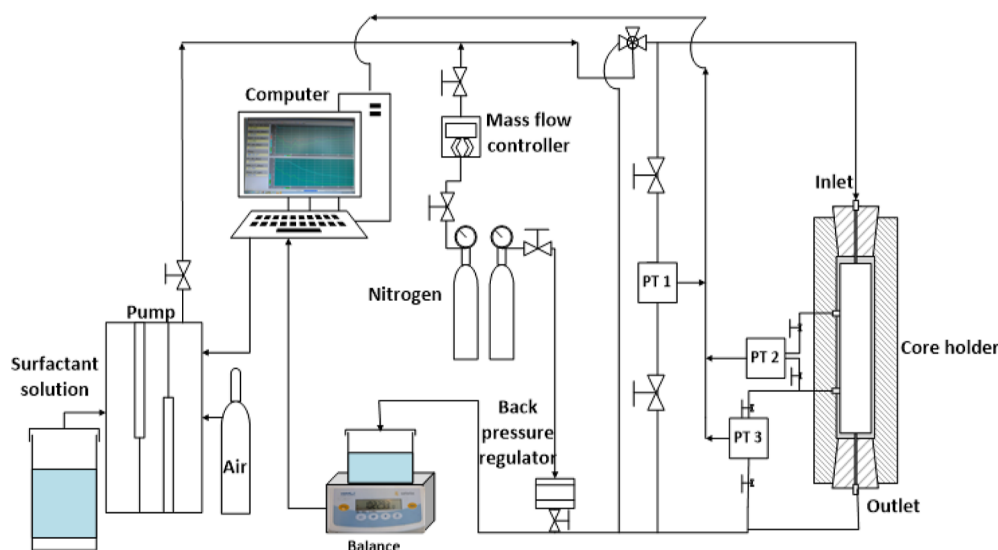 Computer
Mass flow
controller
Inlet
PT 1
Nitrogen
Pump
Surfactant
solution
PT 2
Core holder
Air
Back
pressure
regulator
PT 3
Outlet
Balance